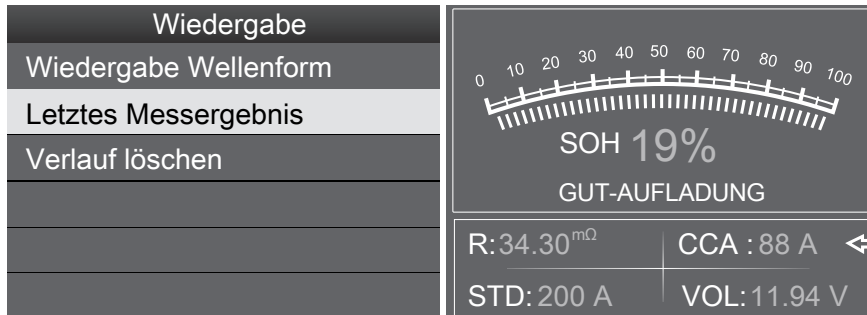 Wiedergabe
Wiedergabe Wellenform
Letztes Messergebnis
Verlauf löschen
0 10 20 30 40 50 60 70 80 90 100
SOH 19%
GUT-AUFLADUNG
R:34.30mΩ CCA :88 A
STD:200 A VOL:11.94 V